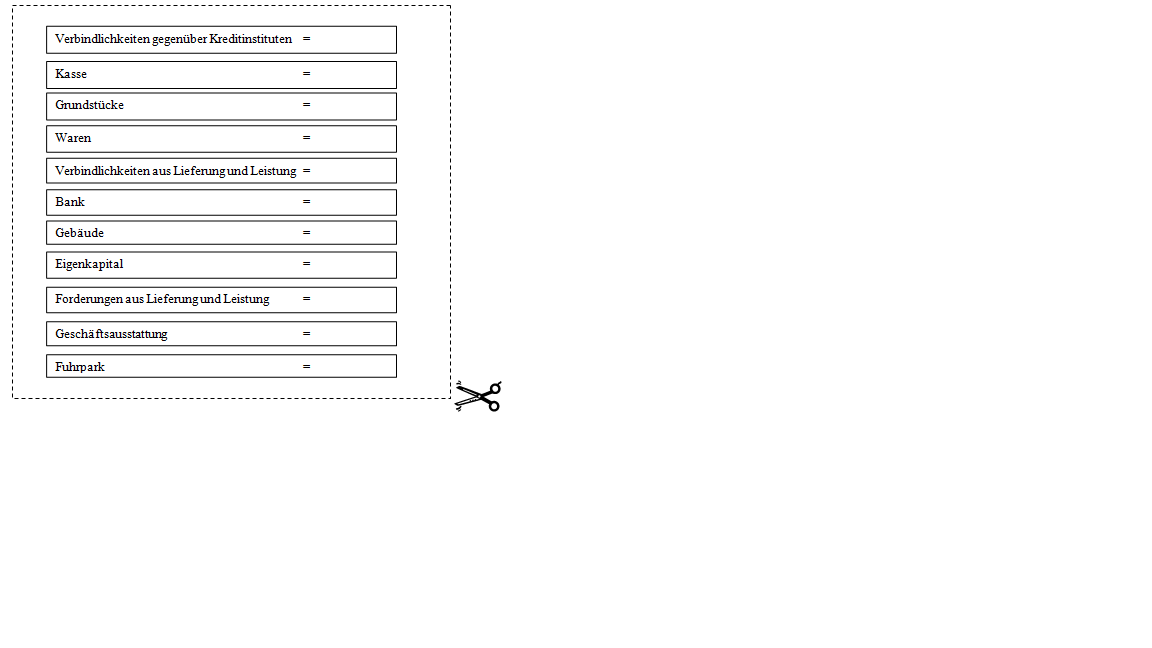 Verbindlichkeiten gegenüber Kreditinstituten =
Kasse =
Grundstücke =
Waren =
Verbindlichkeiten aus Lieferung und Leistung =
Bank =
Gebäude =
Eigenkapital =
Forderungen aus Lieferung und Leistung =
Geschäftsausstattung =
Fuhrpark =